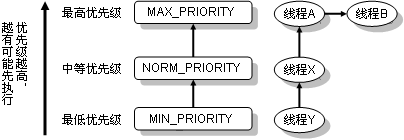 优先级越高-
越有可能先执行
最高优先级 MAX_PRIORITY 线程A 线程B
中等优先级 NORM_PRIORITY 线程X
最低优先级 MIN_PRIORITY 线程Y